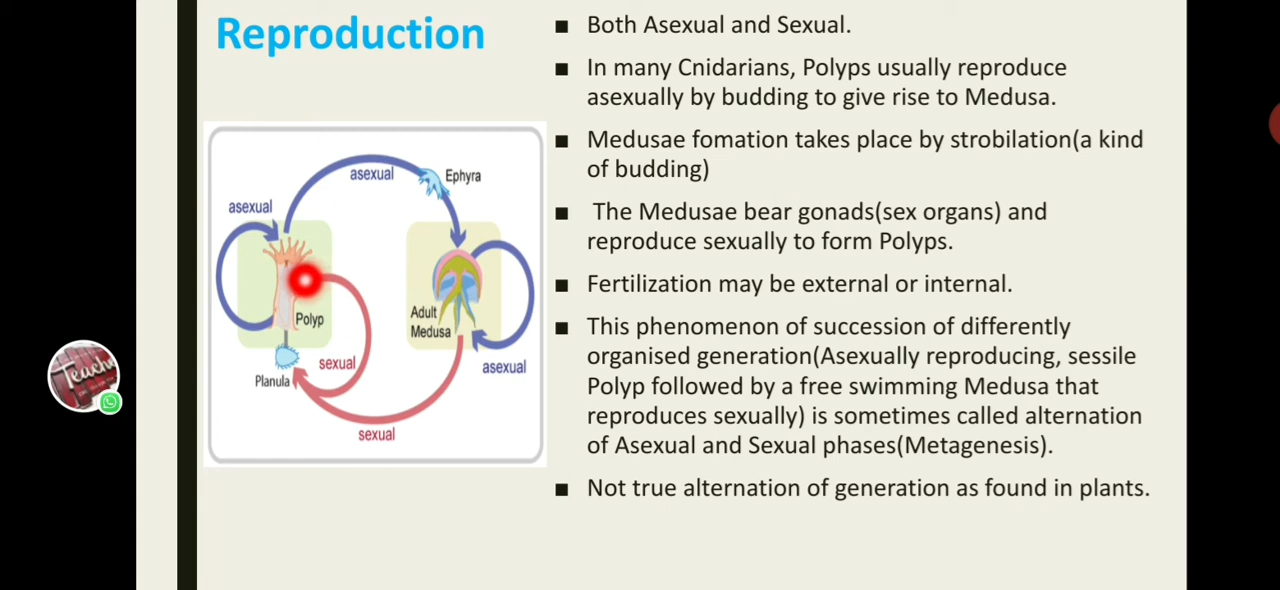 Reproduction
■ Both Asexual and Sexual.
■ In many Cnidarians, Polyps usually reproduce
asexually by budding to give rise to Medusa.
■ Medusae fomation takes place by strobilation(a kind
of budding)
■ The Medusae bear gonads(sex organs) and
reproduce sexually to form Polyps.
■ Fertilization may be external or internal.
■ This phenomenon of succession of differently
organised generation(Asexually reproducing, sessile
Polyp followed by a free swimming Medusa that
reproduces sexually) is sometimes called alternation
of Asexual and Sexual phases(Metagenesis).
■ Not true alternation of generation as found in plants.
asexual
Ephyra
asexual
Polyp
Adult
Medusa
sexual
asexual
Planula
sexual